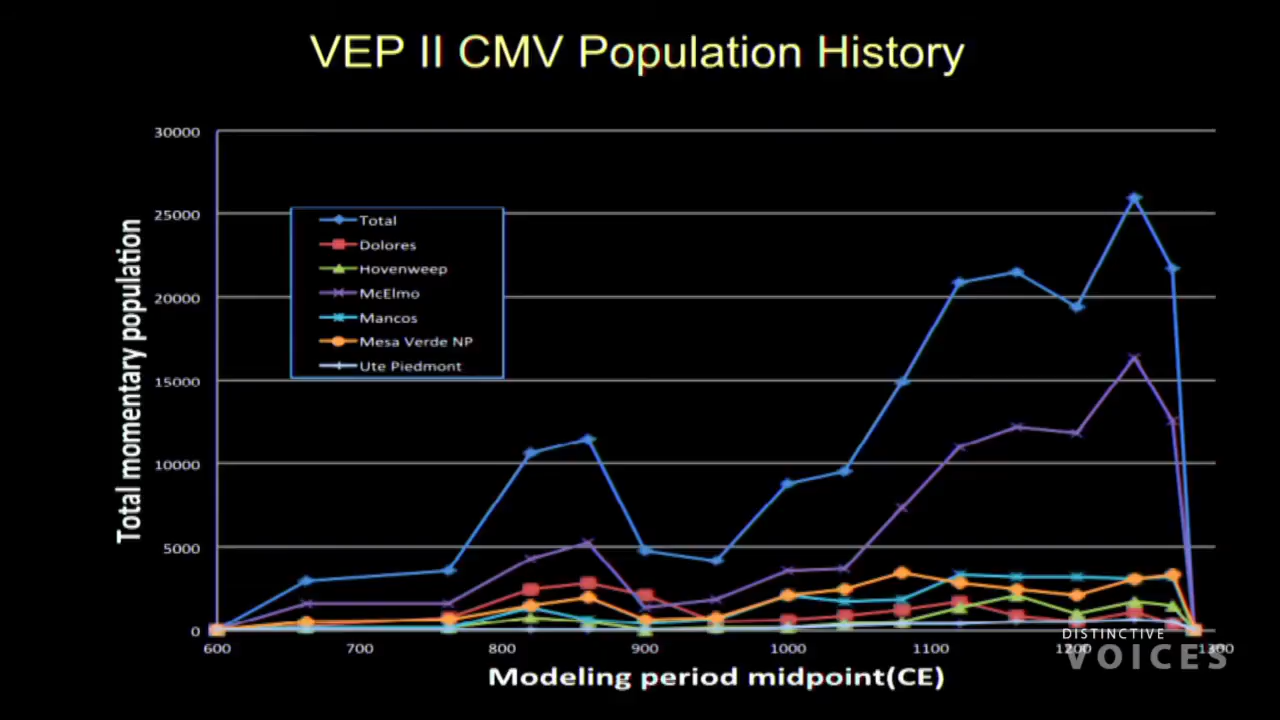 VEP II CMV Population History
Total momentary population
30000
25000
20000
15000
10000
5000
0
Total
Dolores
Hovenweep
McElmo
Mancos
Mesa Verde NP
Ute Piedmont
600 700 800 900 1000 1100 1200 1300
Modeling period midpoint(CE)
DISTINCTIVE
VOICES